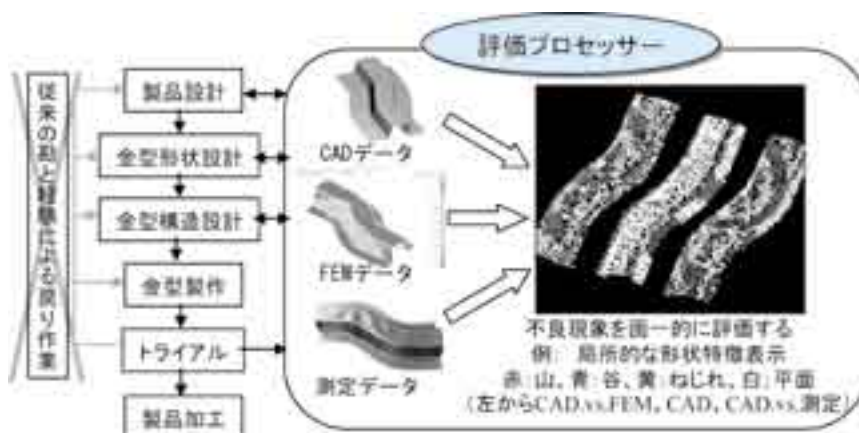 評価プロセッサー
従来の勘と経験による戻り作業
製品設計
金型形状設計
金型構造設計
金型製作
トライアル
製品加工
CADデータ
FEMデータ
測定データ
不良現象を画一的に評価する
例: 局所的な形状特徴表示
赤:山、青:谷、黄:ねじれ、白:平面
(左からCAD.vs.FEM, CAD, CAD.vs.測定)